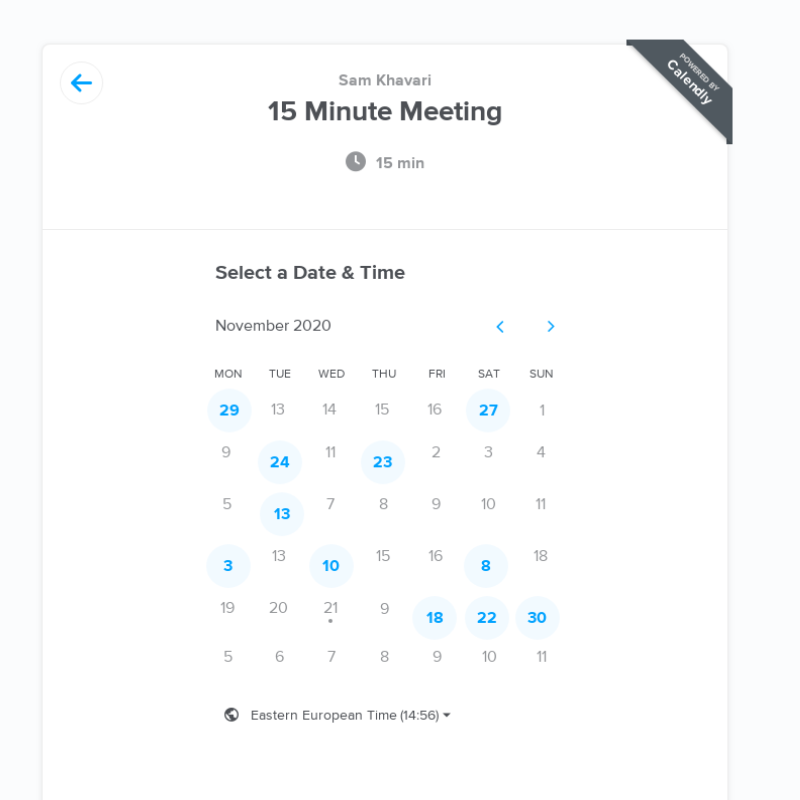 POWERED BY
Calendly
Sam Khavari
15 Minute Meeting
15 min
Select a Date & Time
November 2020
MON TUE WED THU FRI SAT SUN
29 13 14 15 16 27 1
9 24 11 23 2 3 4
5 13 7 8 9 10 11
3 13 10 15 16 8 18
19 20 21 9 18 22 30
5 6 7 8 9 10 11
Eastern European Time (14:56)